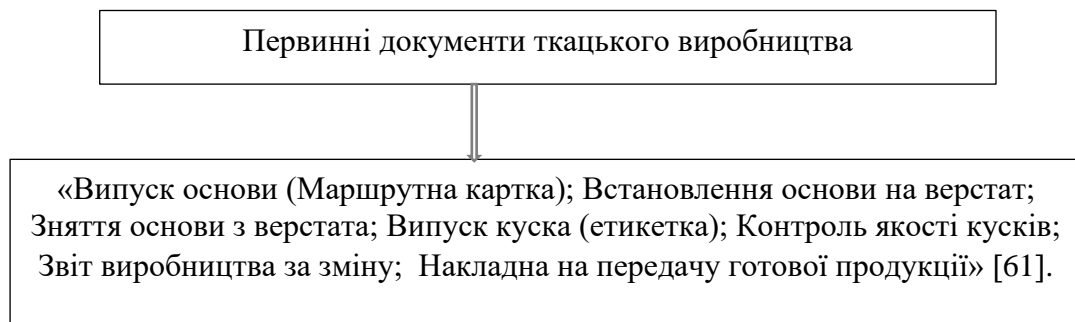 Первинні документи ткацького виробництва
«Випуск основи (Маршрутна картка); Встановлення основи на верстат;
Зняття основи з верстата; Випуск куска (етикетка); Контроль якості кусків;
Звіт виробництва за зміну; Накладна на передачу готової продукції» [61].